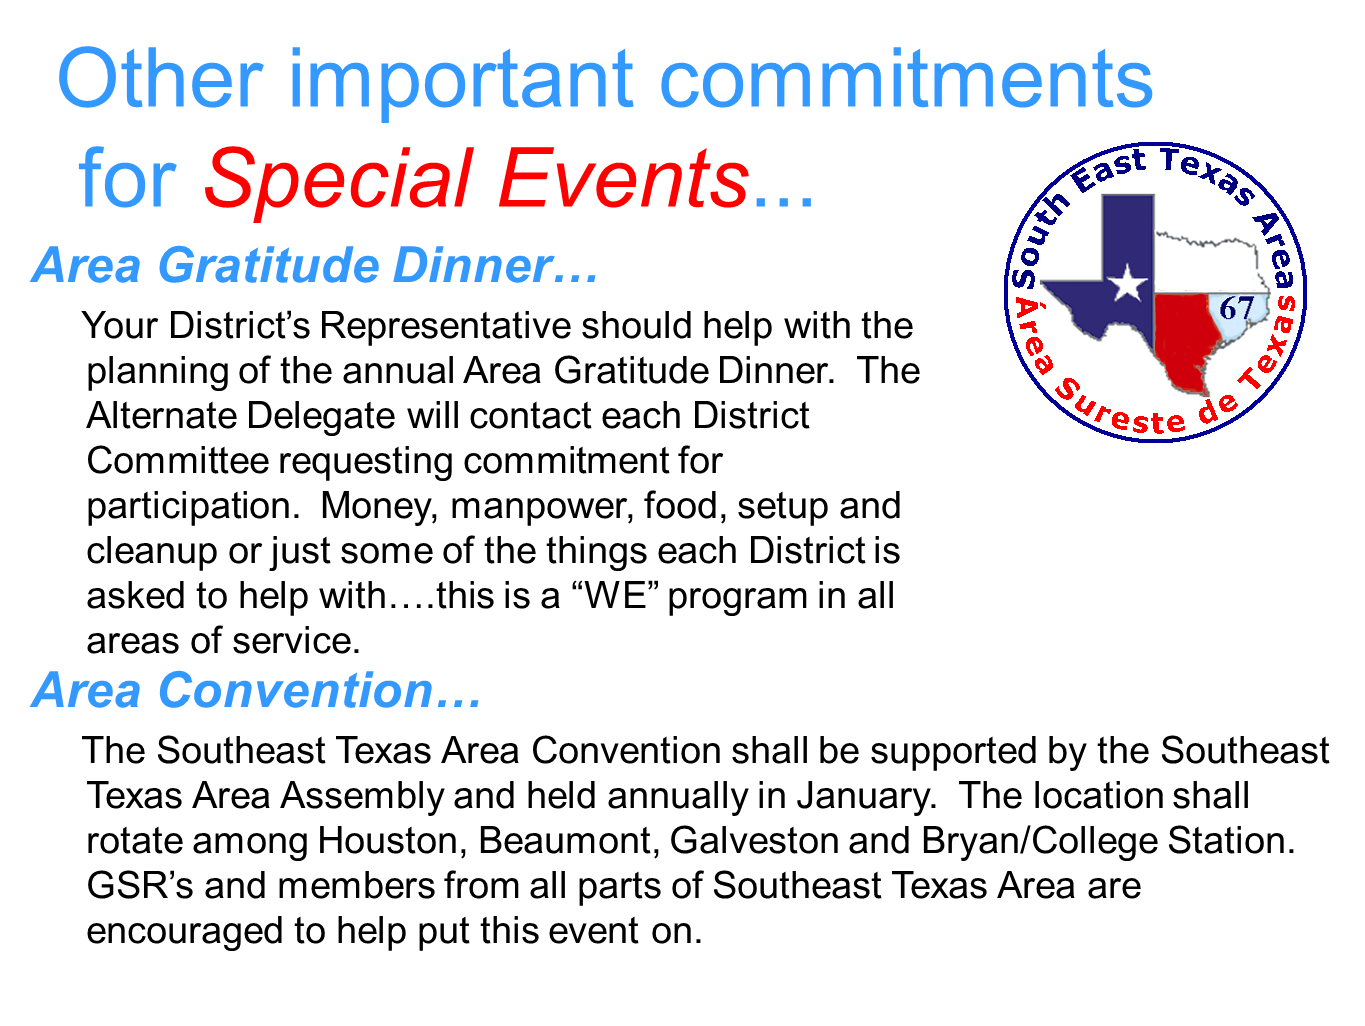 Other important commitments
for Special Events...
Area Gratitude Dinner…
Your District’s Representative should help with the
planning of the annual Area Gratitude Dinner.  The
Alternate Delegate will contact each District
Committee requesting commitment for
participation.  Money, manpower, food, setup and
cleanup or just some of the things each District is
asked to help with….this is a “WE” program in all
areas of service.
South East Texas Area
67
Área Sureste de Texas
Area Convention…
The Southeast Texas Area Convention shall be supported by the Southeast
Texas Area Assembly and held annually in January.  The location shall
rotate among Houston, Beaumont, Galveston and Bryan/College Station.
GSR’s and members from all parts of Southeast Texas Area are
encouraged to help put this event on.